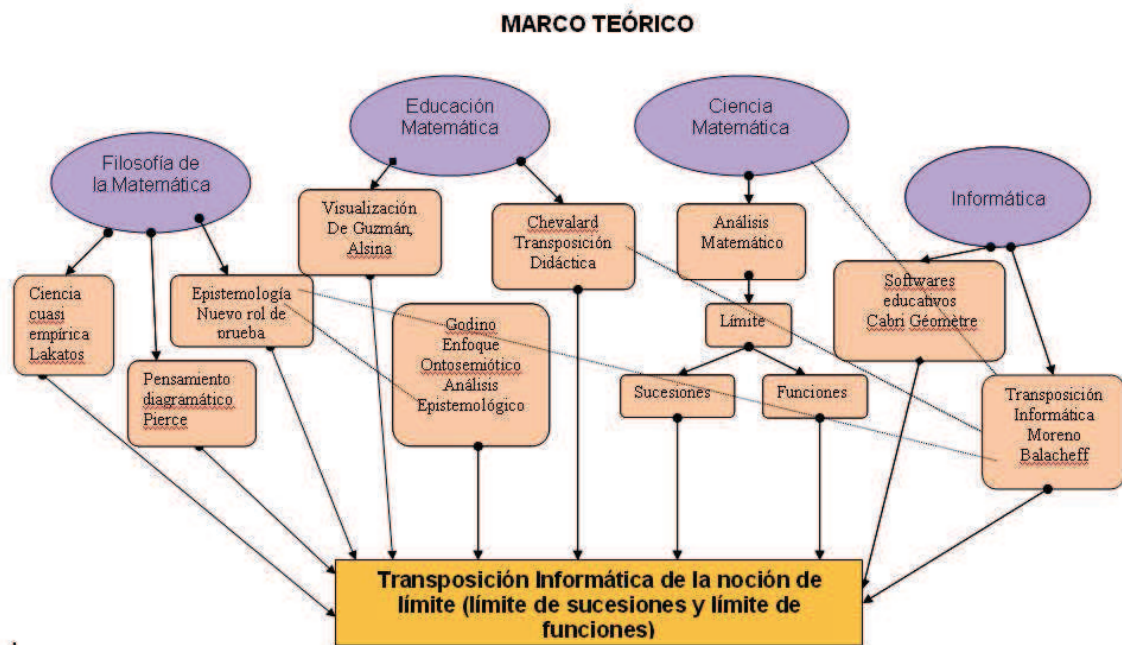 MARCO TEÓRICO
Educación
Matemática
Ciencia
Matemática
Filosofía de
la Matemática
Informática
Visualización
De Guzmán,
Alsina
Chevalard
Transposición
Didáctica
Análisis
Matemático
Softwares
educativos
Cabri Géomètre
Ciencia
cuasi
empírica
Lakatos
Epistemología
Nuevo rol de
prueba
Godino
Enfoque
Ontosemiótico
Análisis
Epistemológico
Límite
Pensamiento
diagramático
Pierce
Sucesiones
Funciones
Transposición
Informática
Moreno
Balacheff
Transposición Informática de la noción de
límite (límite de sucesiones y límite de
funciones)